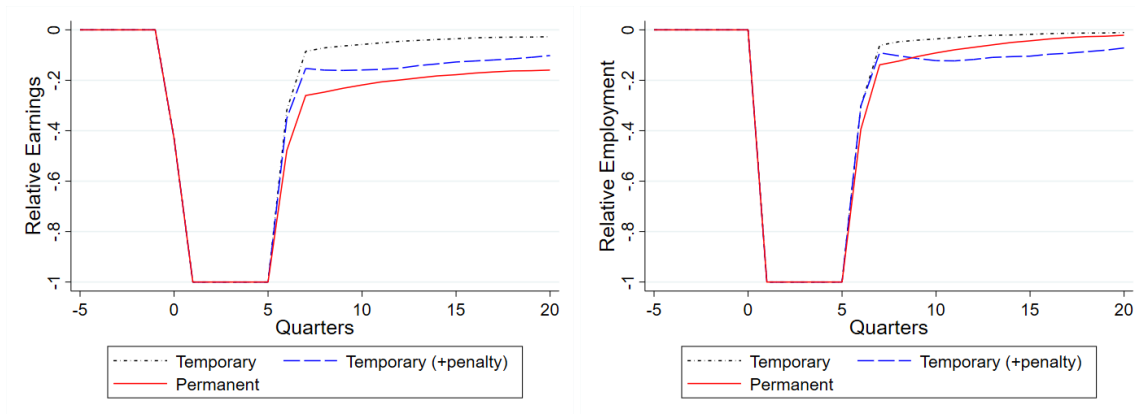 Relative Earnings
0
-.2
-.4
-.6
-.8
-1
-5 0 5 10 15 20
Quarters
Temporary Temporary (+penalty)
Permanent
Relative Employment
0
-.2
-.4
-.6
-.8
-1
-5 0 5 10 15 20
Quarters
Temporary Temporary (+penalty)
Permanent